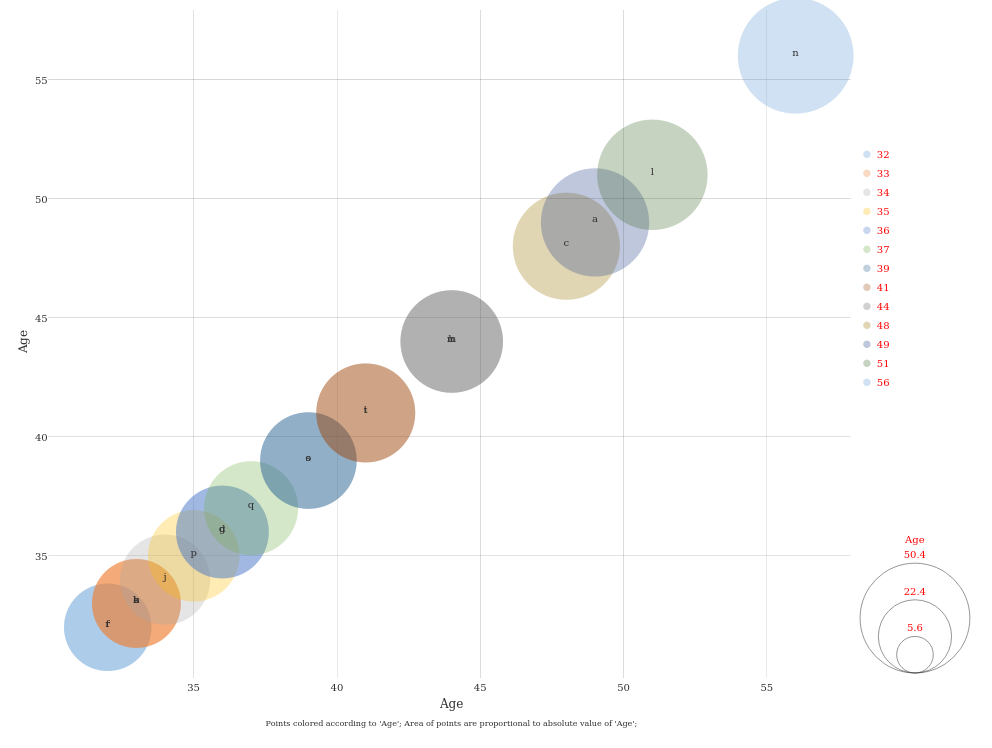 n
55
l
50
a
c
45
Age
t
40
q
p
35
j
f
35
40
45
50
55
Age
Points colored according to 'Age'; Area of points are proportional to absolute value of 'Age';
32
33
34
35
36
37
39
41
44
48
49
51
56
Age
50.4
22.4
5.6